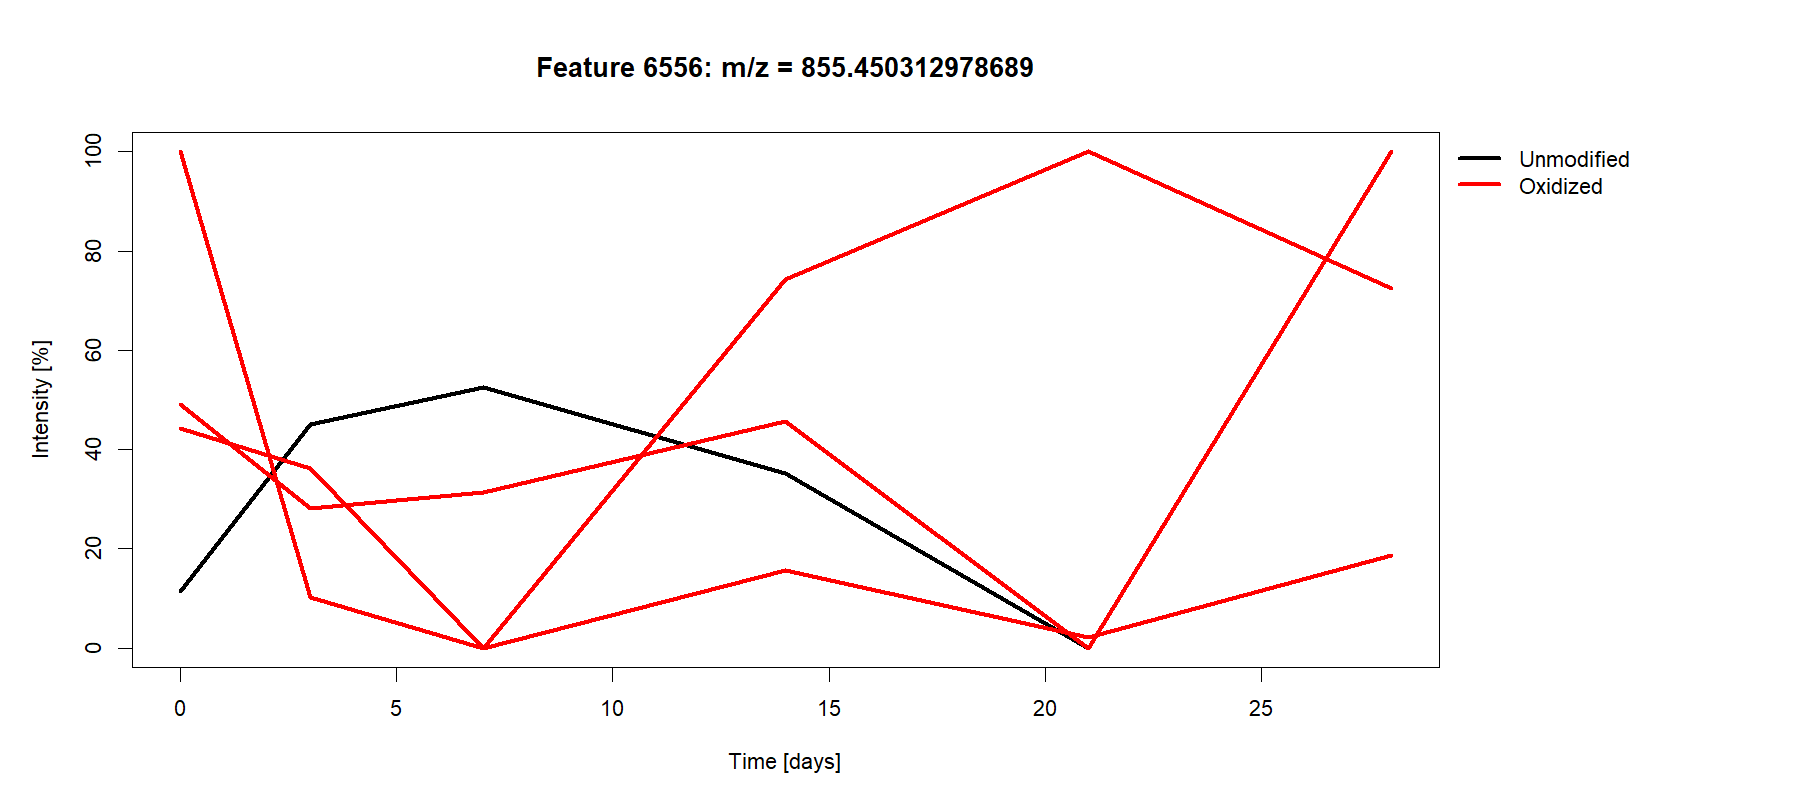 Feature 6556: m/z = 855.450312978689
Unmodified
Oxidized
Intensity [%]
100
80
60
40
20
0
0 5 10 15 20 25
Time [days]